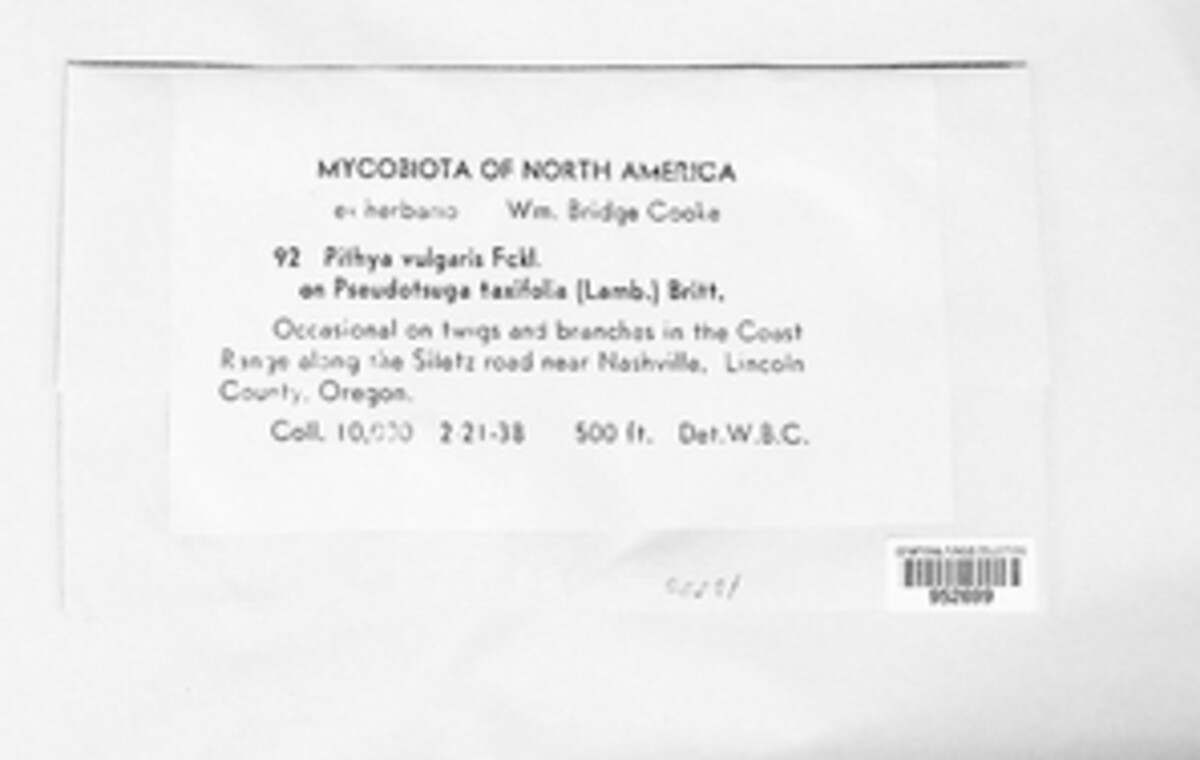 MYCOBIOTA OF NORTH AMERICA
ex herbario Wm. Bridge Cooke
92 Pithya vulgaris Fckl.
on Pseudotsuga taxifolia (Lamb.) Britt.
Occasional on twigs and branches in the Coast
Range along the Siletz road near Nashville, Lincoln
County, Oregon.
Coll. 2-21-38 500 ft. Det. W.B.C.